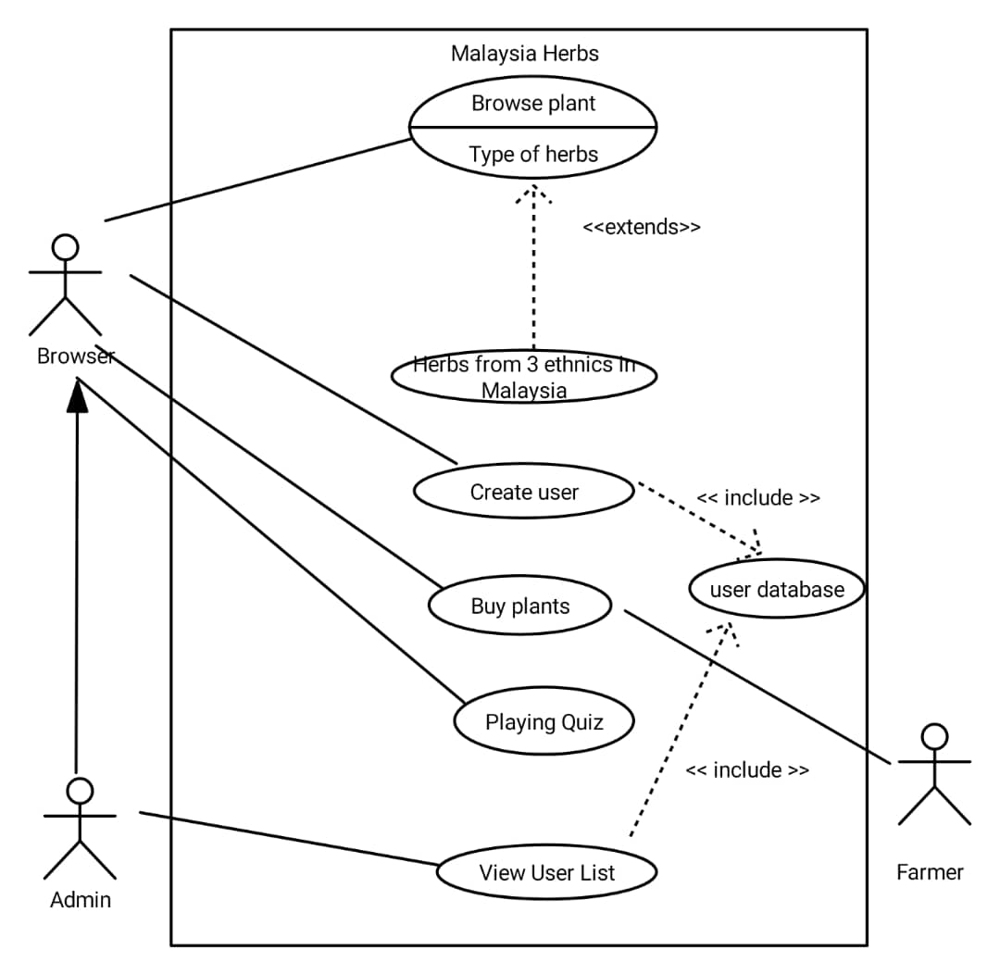 Malaysia Herbs
Browse plant
Type of herbs
<<extends>>
Browser
Herbs from 3 ethnics in
Malaysia
Create user
<< include >>
user database
Buy plants
Playing Quiz
<< include >>
View User List
Farmer
Admin